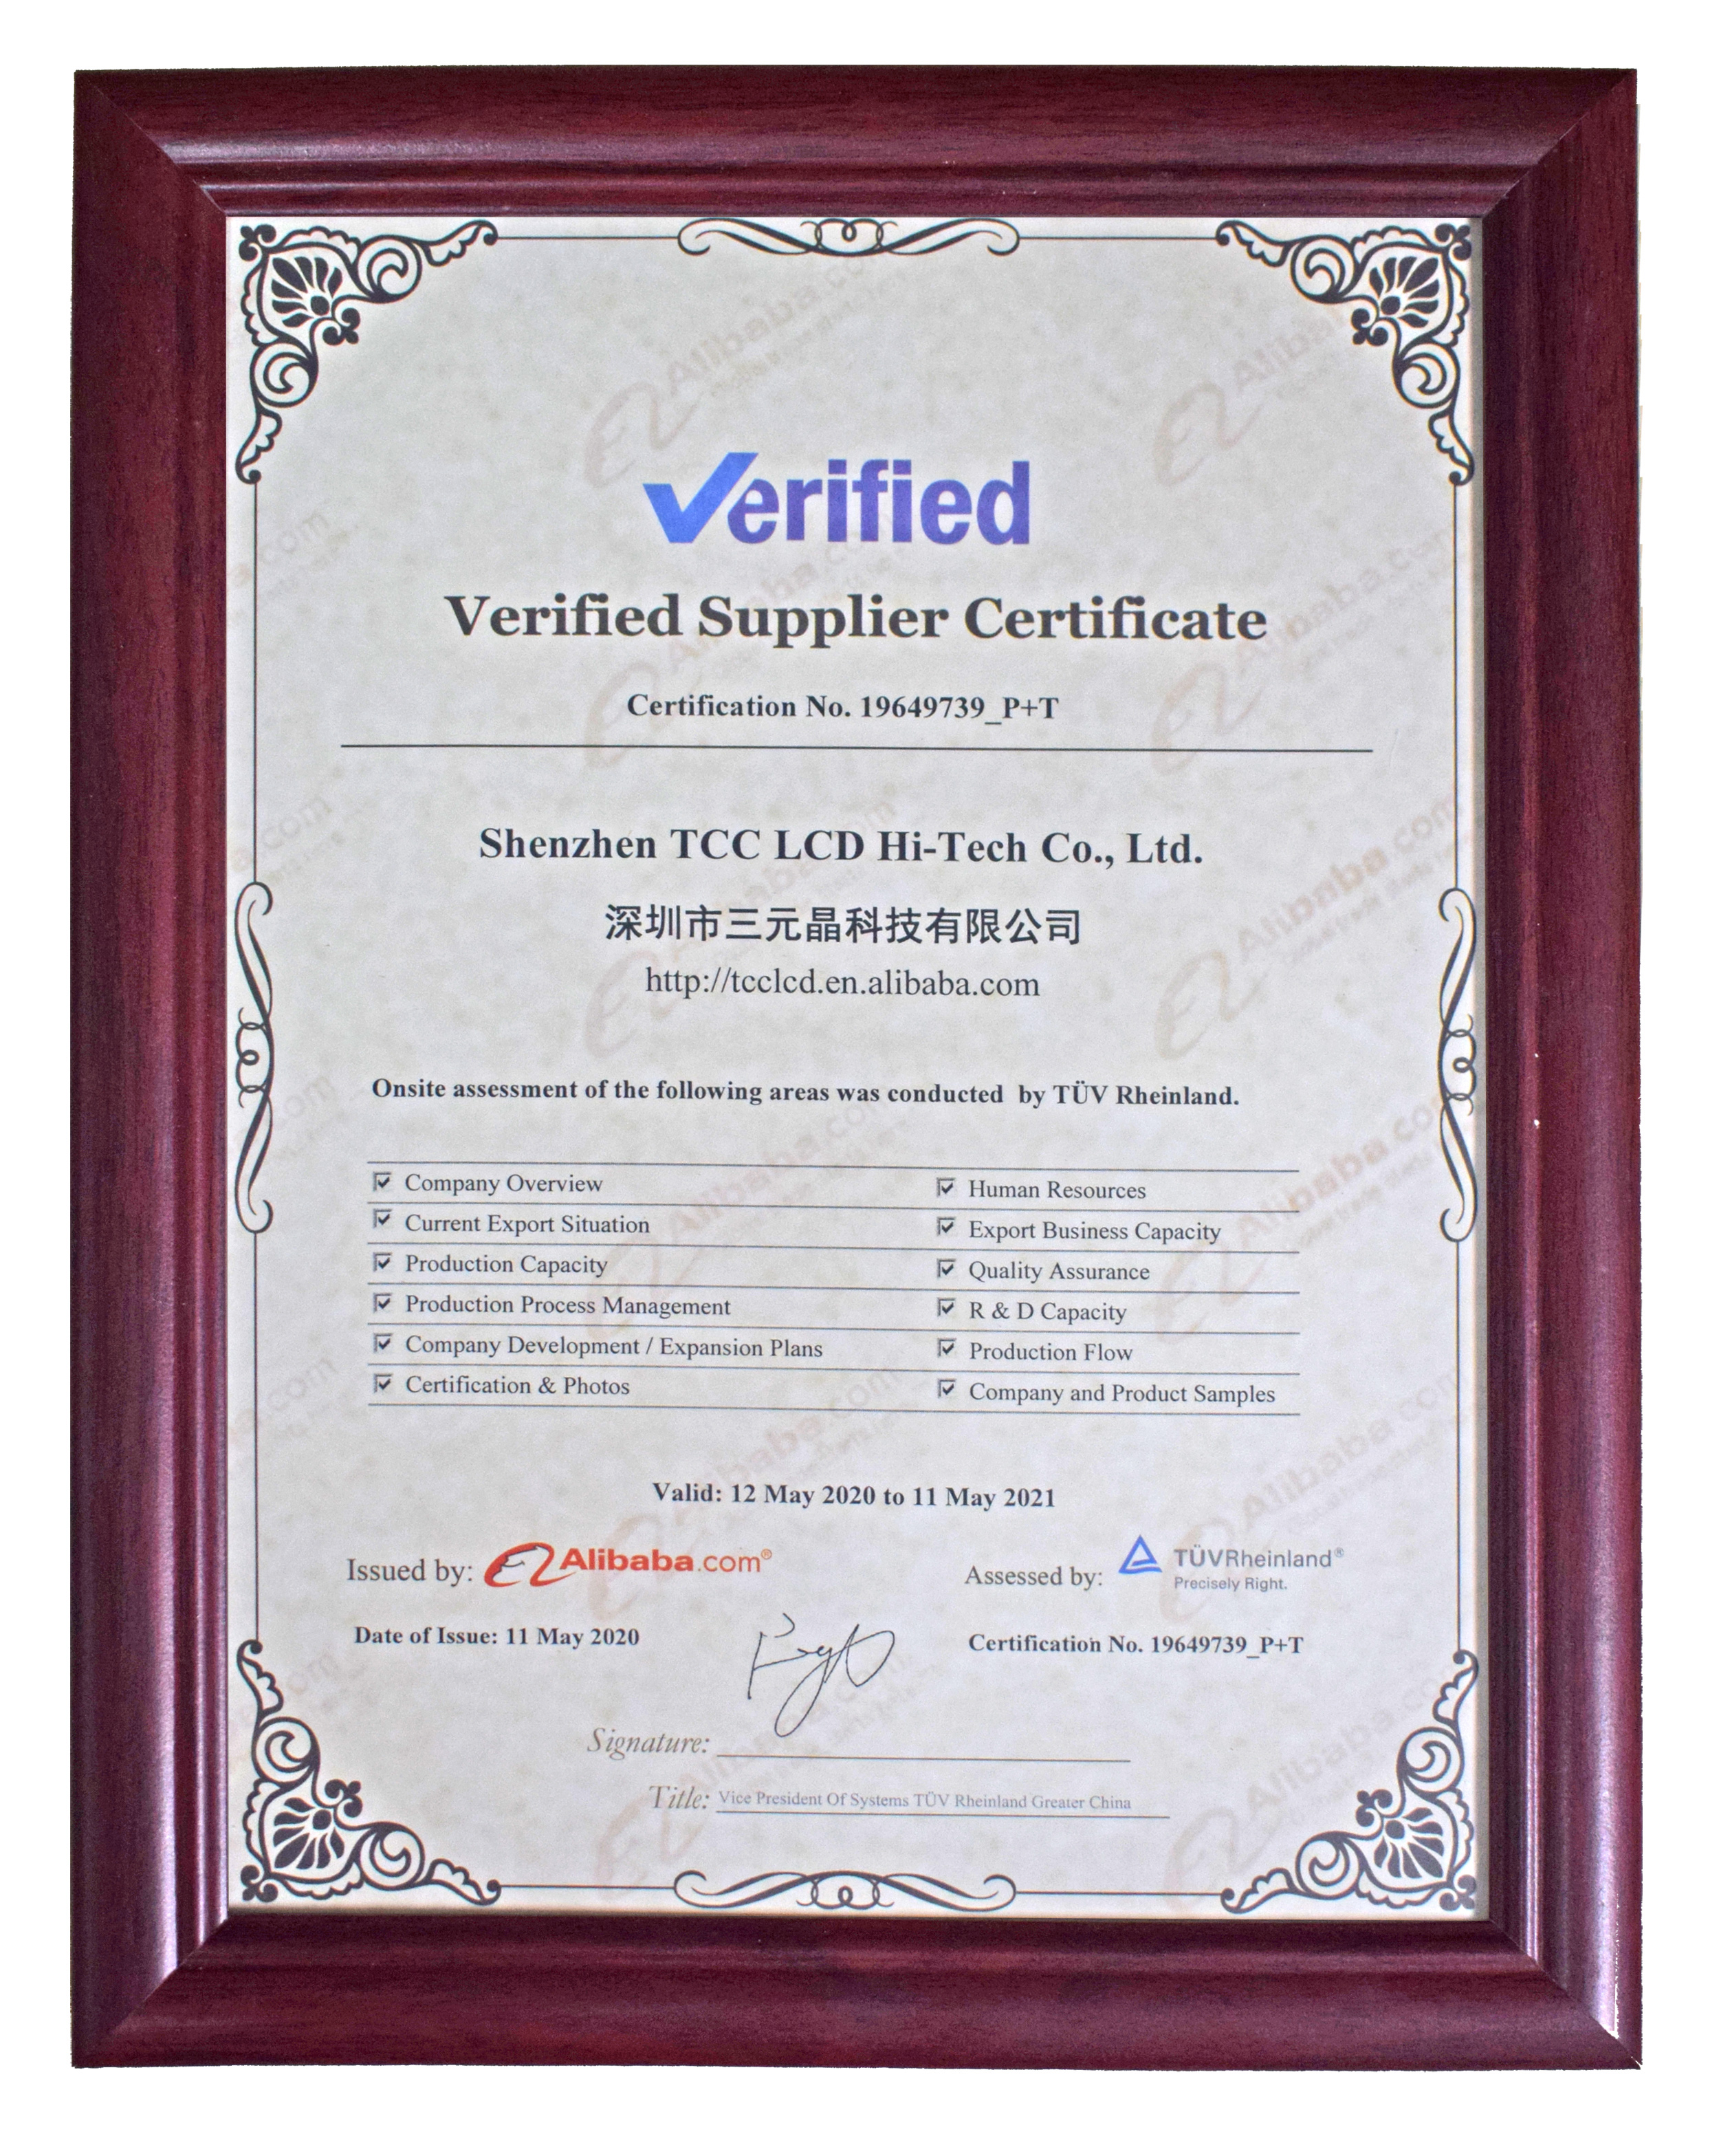 Verified
Verified Supplier Certificate
Certification No. 19649739_P+T
Shenzhen TCC LCD Hi-Tech Co., Ltd.
深圳市三元晶科技有限公司
http://tcclcd.en.alibaba.com
Onsite assessment of the following areas was conducted by TÜV Rheinland.
Company Overview
Human Resources
Current Export Situation
Export Business Capacity
Production Capacity
Quality Assurance
Production Process Management
R & D Capacity
Company Development / Expansion Plans
Production Flow
Certification & Photos
Company and Product Samples
Valid: 12 May 2020 to 11 May 2021
Issued by: Alibaba.com®
Assessed by: TÜVRheinland®
Precisely Right.
Date of Issue: 11 May 2020
Certification No. 19649739_P+T
Signature:
Title: Vice President Of Systems TÜV Rheinland Greater China